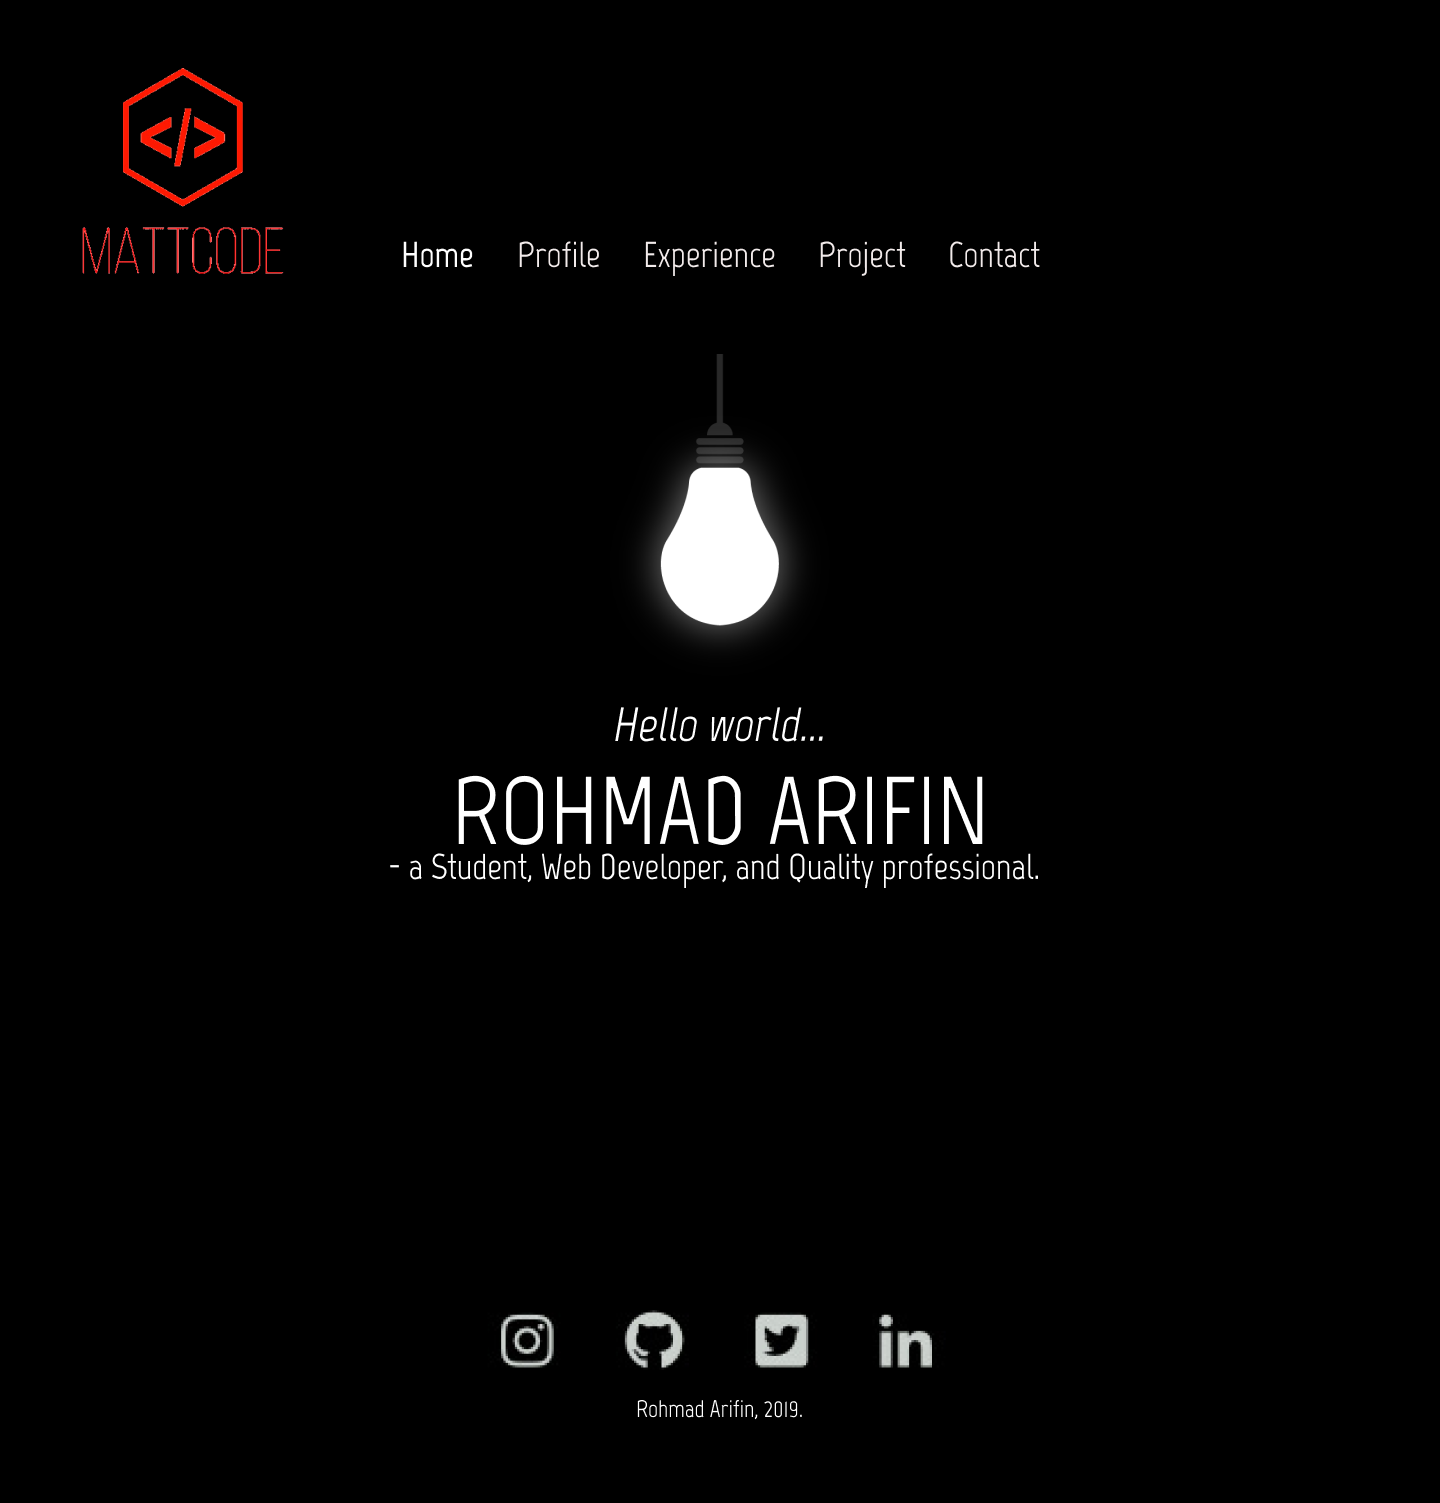 </>
MATTCODE
Home Profile Experience Project Contact
Hello world...
ROHMAD ARIFIN
- a Student, Web Developer, and Quality professional.
in
Rohmad Arifin, 2019.